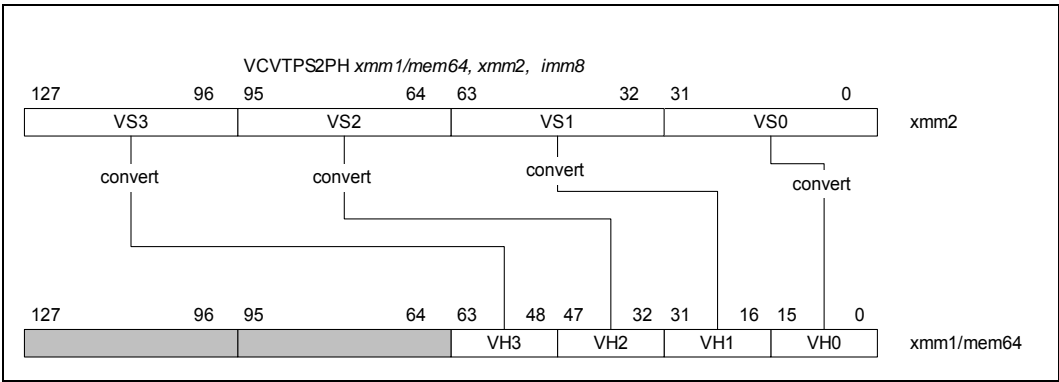 VCVTPS2PH xmm1/mem64, xmm2, imm8
127 96 95 64 63 32 31 0
VS3 VS2 VS1 VS0 xmm2
convert convert convert convert
127 96 95 64 63 48 47 32 31 16 15 0
VH3 VH2 VH1 VH0 xmm1/mem64